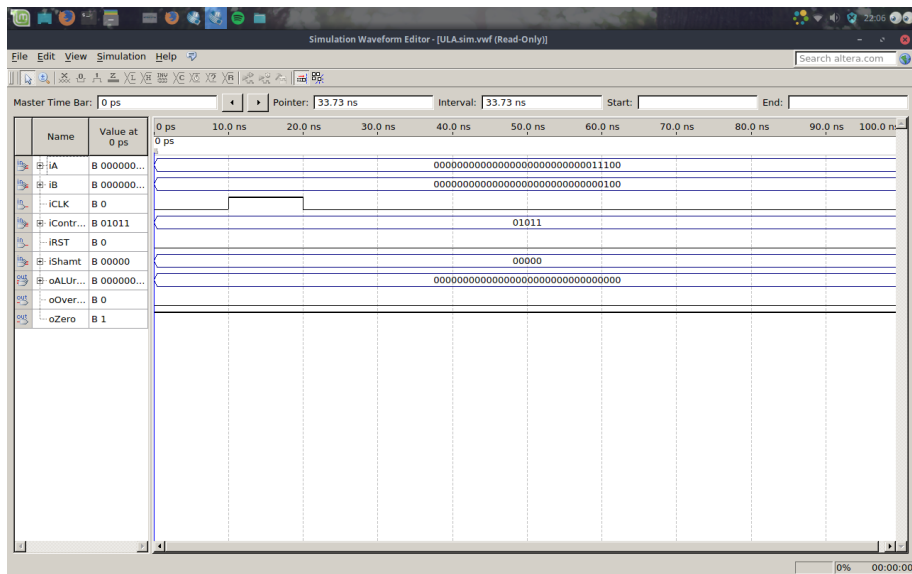 22:06
Simulation Waveform Editor - [ULA.sim.vwf (Read-Only)]
File Edit View Simulation Help
Search altera.com
Master Time Bar: 0 ps Pointer: 33.73 ns Interval: 33.73 ns Start: End:
Name Value at 0 ps
0 ps 10.0 ns 20.0 ns 30.0 ns 40.0 ns 50.0 ns 60.0 ns 70.0 ns 80.0 ns 90.0 ns 100.0 ns
0 ps
iA B 000000... 00000000000000000000000000011100
iB B 000000... 00000000000000000000000000000100
iCLK B 0
iContr... B 01011 01011
iRST B 0
iShamt B 00000 00000
oALUr... B 000000... 00000000000000000000000000000000
oOver... B 0
oZero B 1
0% 00:00:00